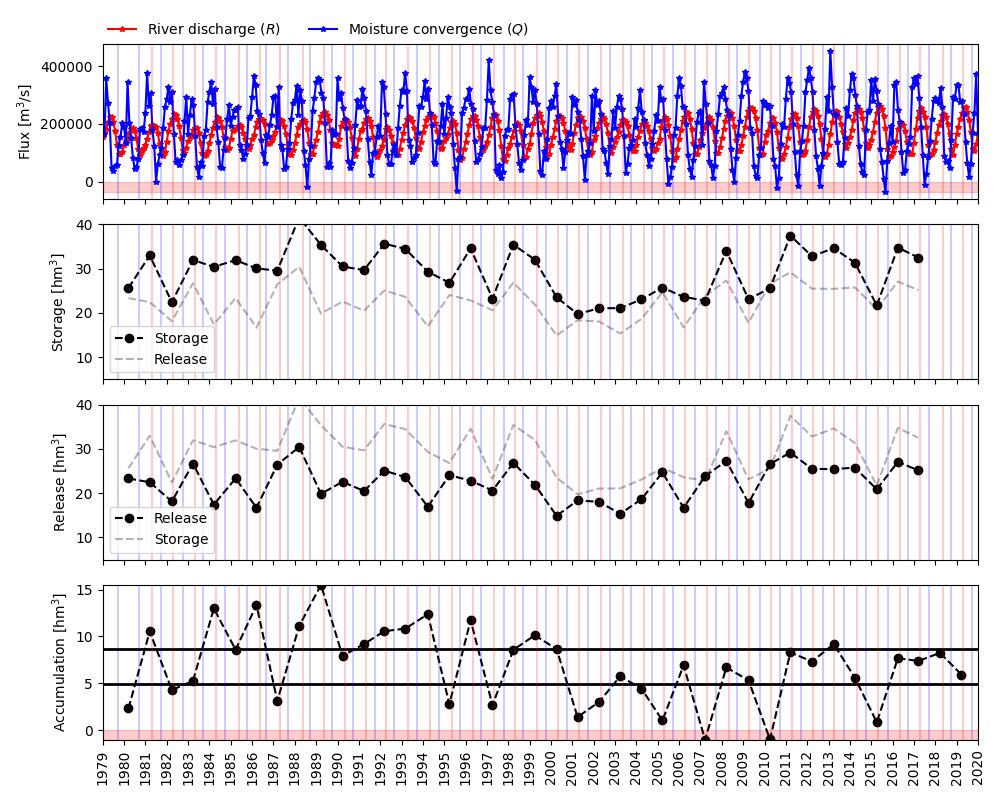 River discharge (R) Moisture convergence (Q)
Flux [m³/s]
400000
200000
0
Storage [hm³]
40
30
20
10
Storage
Release
Release [hm³]
40
30
20
10
Release
Storage
Accumulation [hm³]
15
10
5
0
1979 1980 1981 1982 1983 1984 1985 1986 1987 1988 1989 1990 1991 1992 1993 1994 1995 1996 1997 1998 1999 2000 2001 2002 2003 2004 2005 2006 2007 2008 2009 2010 2011 2012 2013 2014 2015 2016 2017 2018 2019 2020